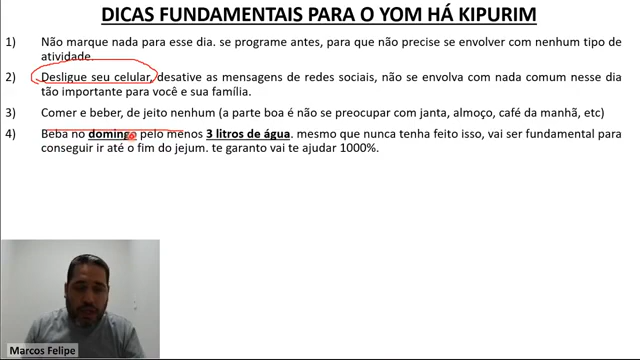 DICAS FUNDAMENTAIS PARA O YOM HÁ KIPURIM
1) Não marque nada para esse dia. se programe antes, para que não precise se envolver com nenhum tipo de
atividade.
2) Desligue seu celular, desative as mensagens de redes sociais, não se envolva com nada comum nesse dia
tão importante para você e sua família.
3) Comer e beber, de jeito nenhum (a parte boa é não se preocupar com janta, almoço, café da manhã, etc)
4) Beba no domingo pelo menos 3 litros de água. mesmo que nunca tenha feito isso, vai ser fundamental para
conseguir ir até o fim do jejum. te garanto vai te ajudar 1000%.
Marcos Felipe